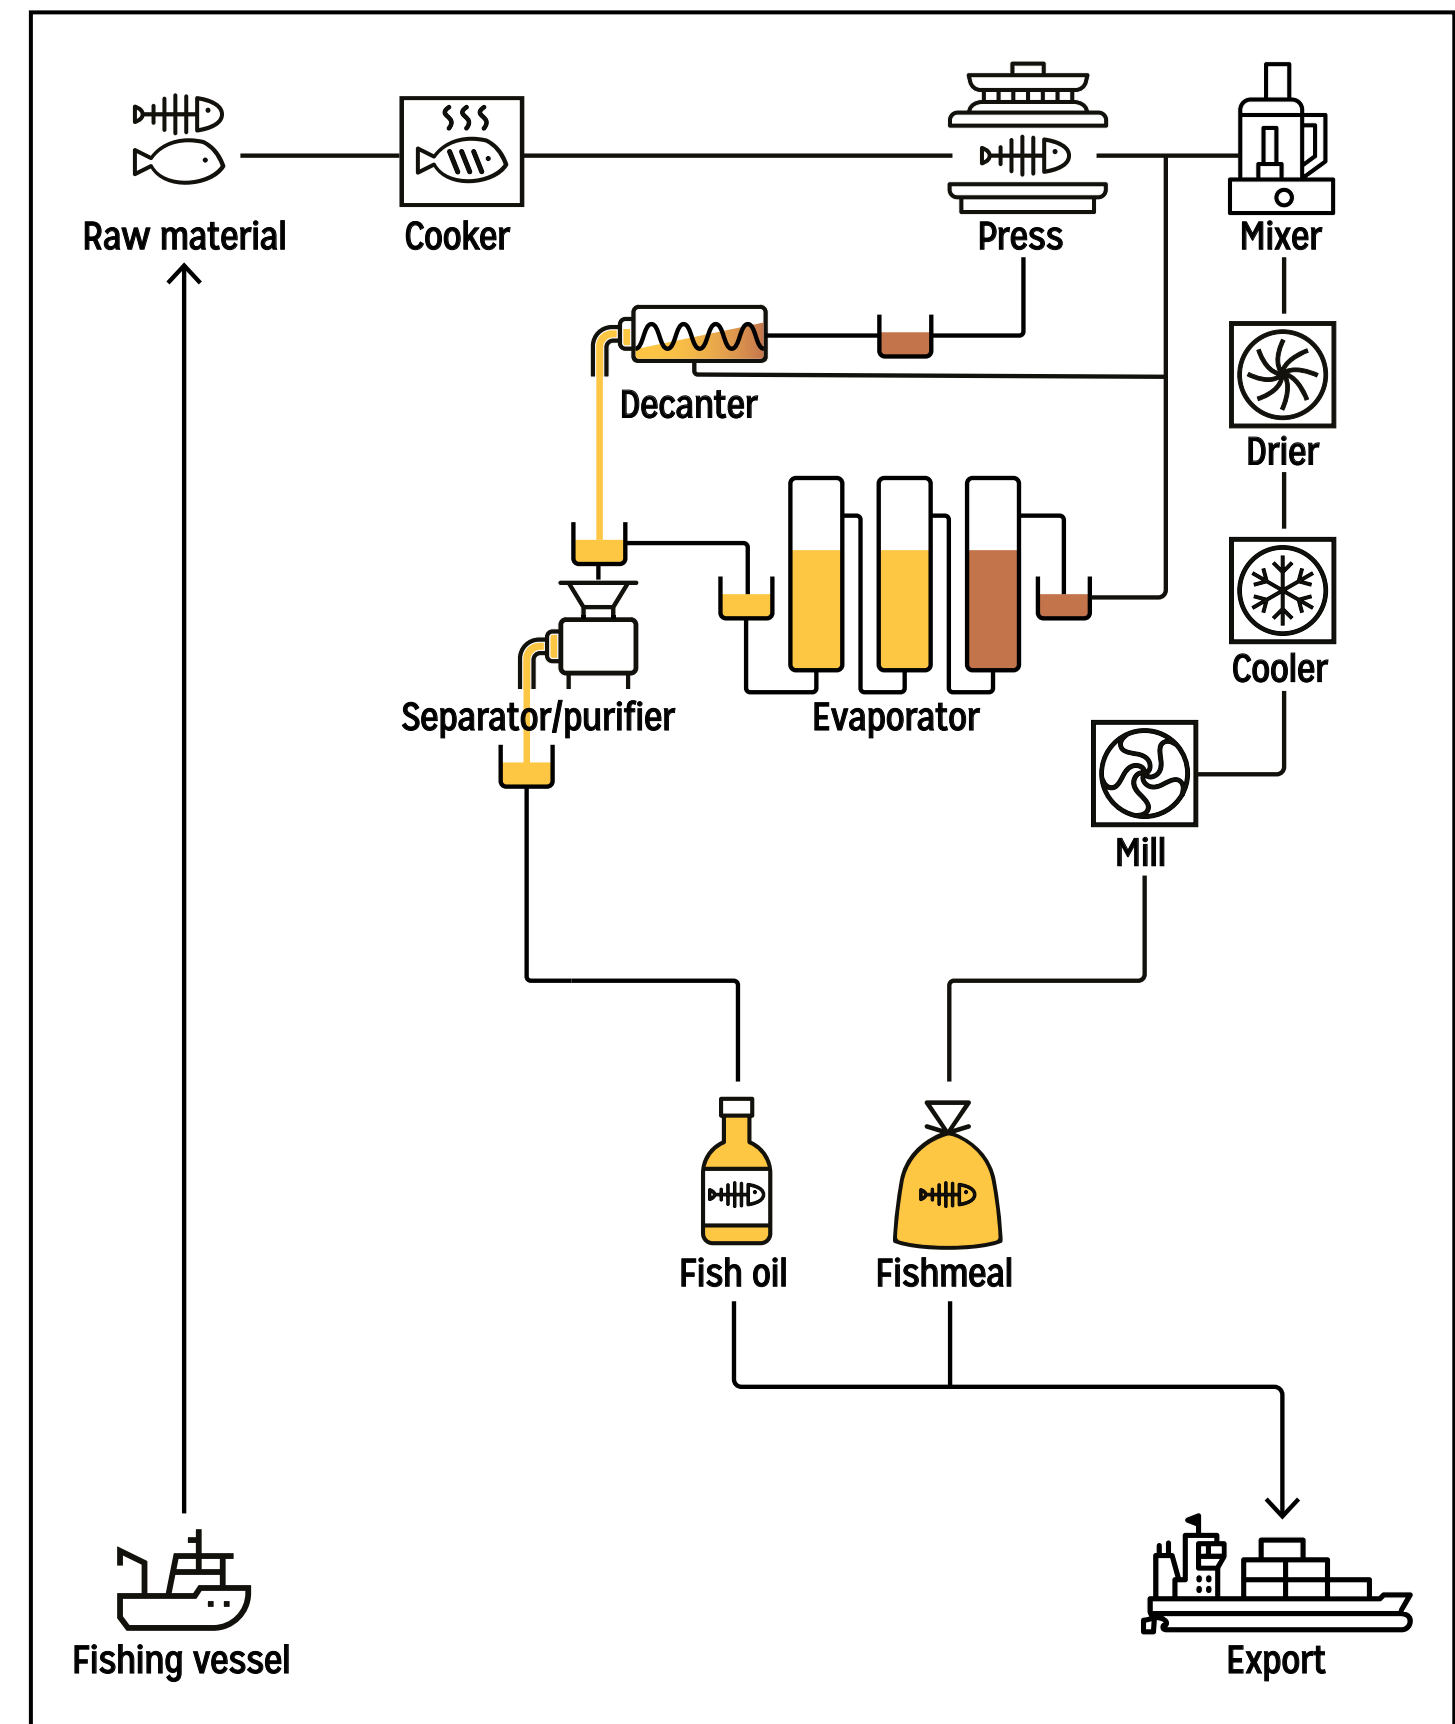 Raw material
Cooker
Press
Mixer
Decanter
Drier
Cooler
Separator/purifier
Evaporator
Mill
Fish oil
Fishmeal
Fishing vessel
Export